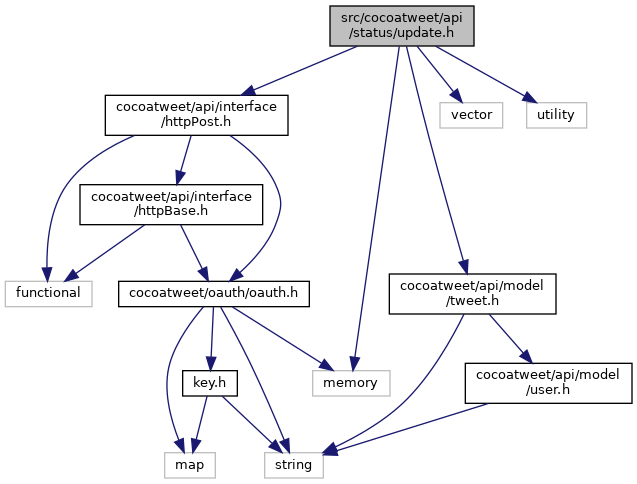 src/cocoatweet/api
/status/update.h
cocoatweet/api/interface
/httpPost.h
vector
utility
cocoatweet/api/interface
/httpBase.h
functional
cocoatweet/oauth/oauth.h
cocoatweet/api/model
/tweet.h
key.h
memory
cocoatweet/api/model
/user.h
map
string